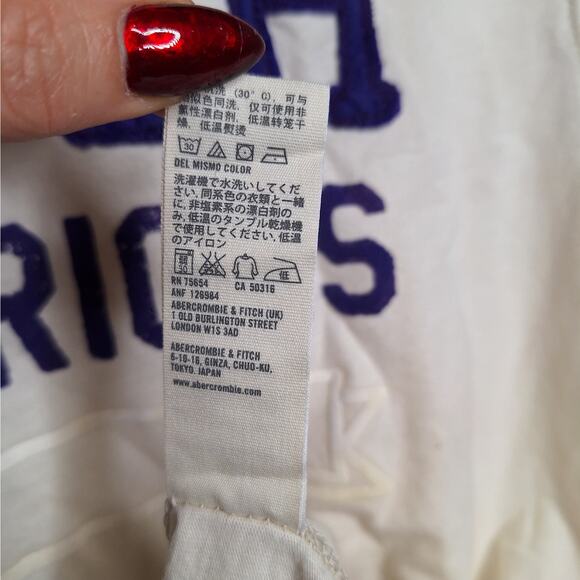 A
RICKS
洗(30° C), 可与
似色同洗, 仅可使用非
氯性漂白剂, 低温转笼干
燥, 低温熨烫
30
DEL MISMO COLOR
洗濯機で水洗いしてくだ
さい. 同系色の衣類と一緒
に, 非塩素系の漂白剤の
み, 低温のタンブル乾燥機
で使用してください. 低温
のアイロン
30
低
RN 75654 CA 50316
ANF 126984
ABERCROMBIE & FITCH (UK)
1 OLD BURLINGTON STREET
LONDON W1S 3AD
ABERCROMBIE & FITCH
6-10-16, GINZA, CHUO-KU,
TOKYO. JAPAN
www.abercrombie.com